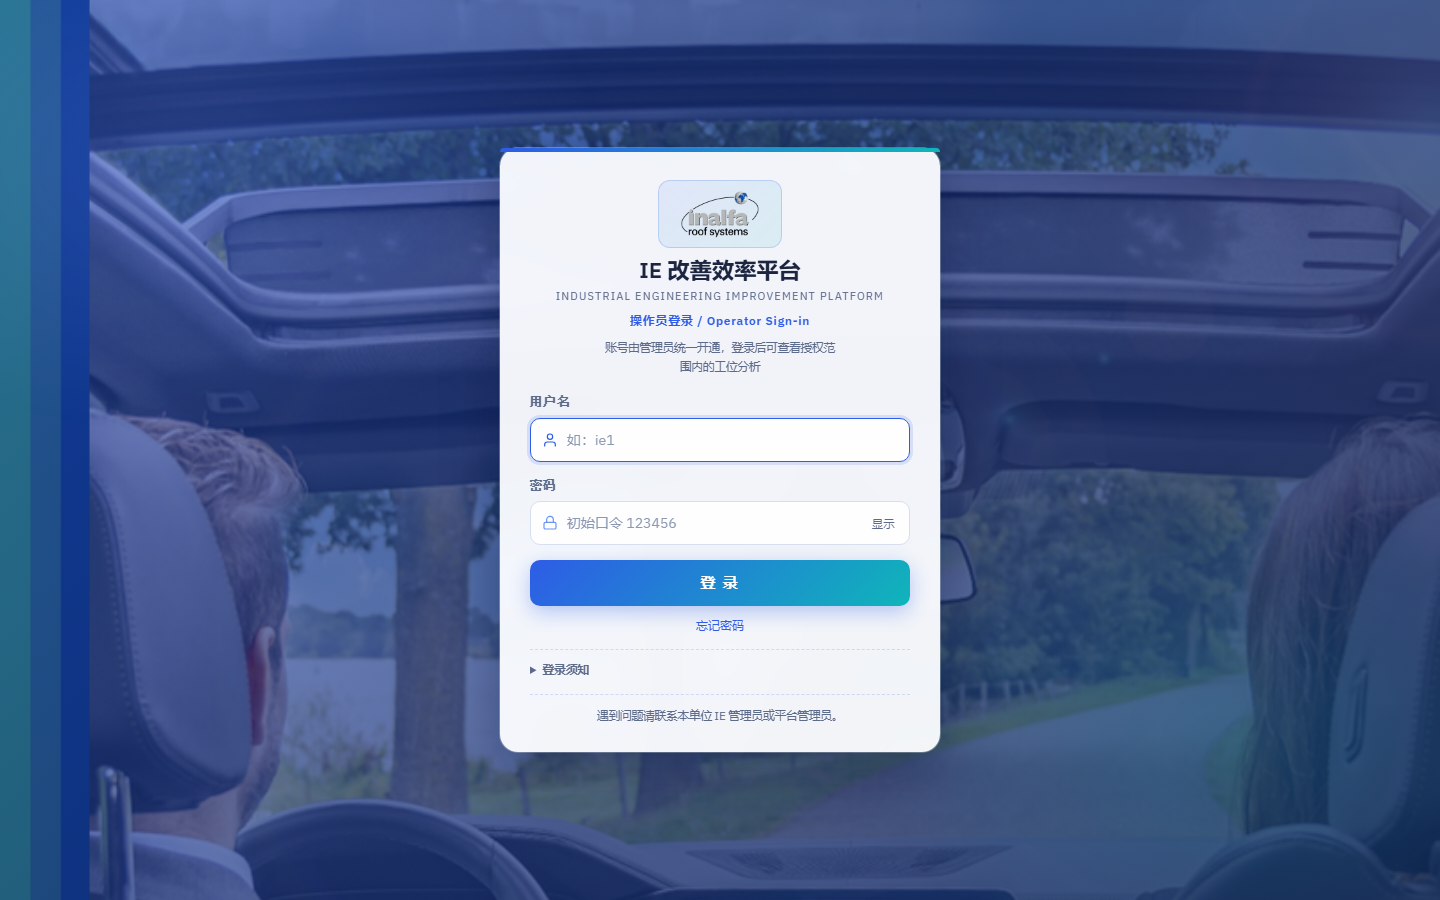 inalfa
roof systems
IE 改善效率平台
INDUSTRIAL ENGINEERING IMPROVEMENT PLATFORM
操作员登录 / Operator Sign-in
账号由管理员统一开通，登录后可查看授权范
围内的工位分析
用户名
如：ie1
密码
初始口令 123456
显示
登 录
忘记密码
▶ 登录须知
遇到问题请联系本单位 IE 管理员或平台管理员。